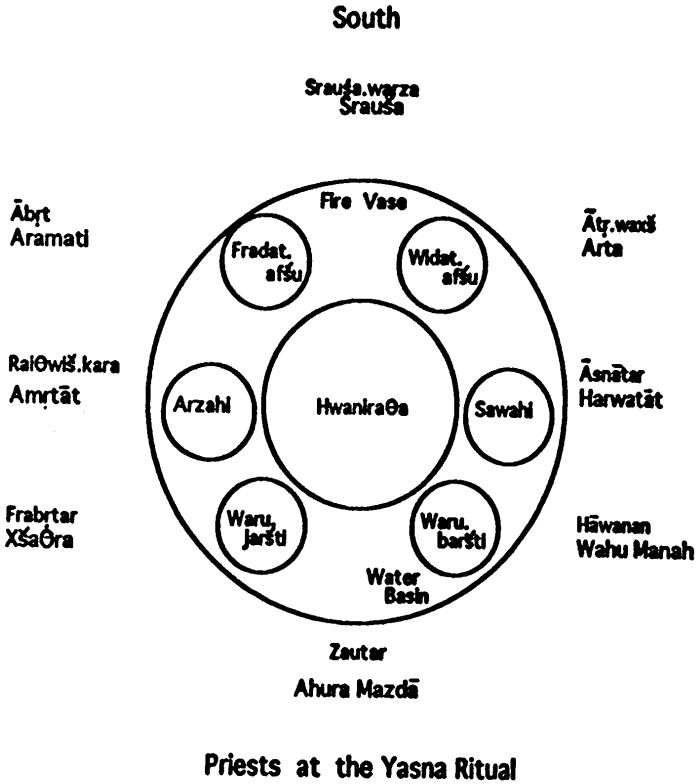 South
Srauša.warza
Srauša
Fire Vase
Ābṛt
Aramati
Ātṛ.waxš
Arta
Fradat.
afšu
Widat.
afšu
Raiθwiš.kara
Amṛtāt
Āsnātar
Harwatāt
Arzahi
Hwaniraθa
Sawahi
Frabṛtar
Xšaθra
Waru.
jaršti
Waru.
baršti
Hāwanan
Wahu Manah
Water
Basin
Zautar
Ahura Mazdā
Priests at the Yasna Ritual